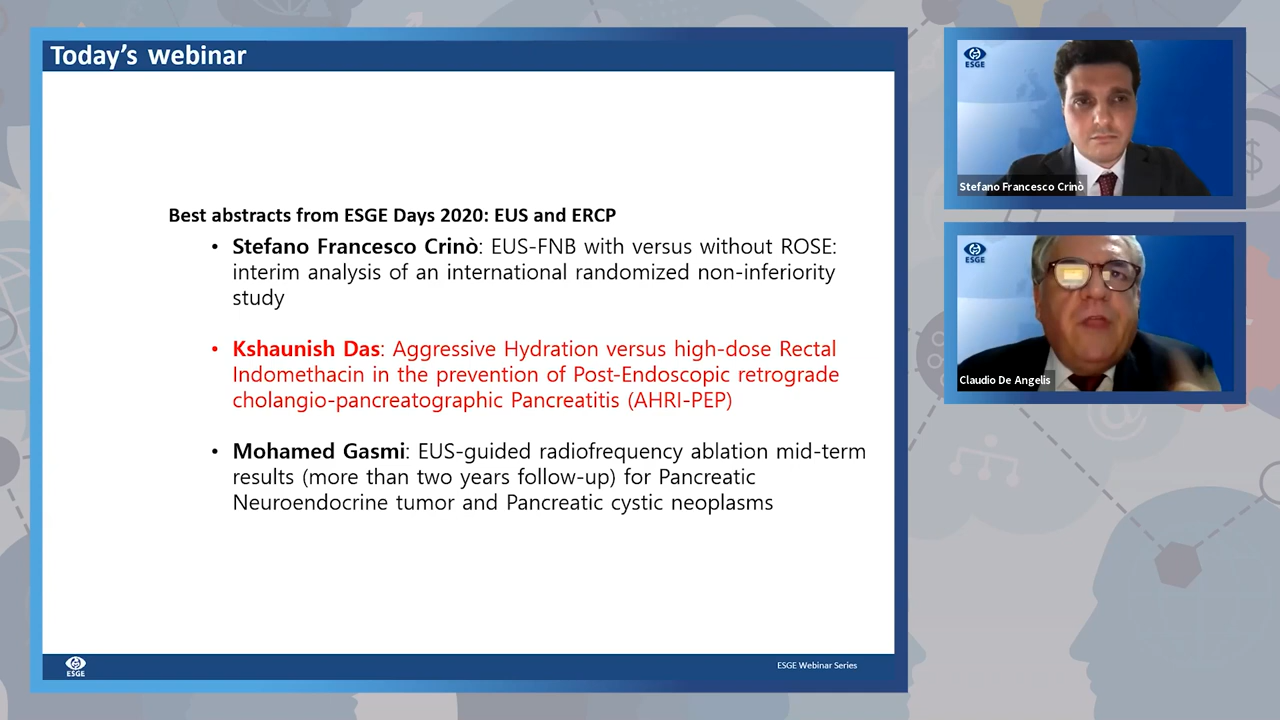 Today's webinar
Best abstracts from ESGE Days 2020: EUS and ERCP
• Stefano Francesco Crinò: EUS-FNB with versus without ROSE:
interim analysis of an international randomized non-inferiority
study
• Kshaunish Das: Aggressive Hydration versus high-dose Rectal
Indomethacin in the prevention of Post-Endoscopic retrograde
cholangio-pancreatographic Pancreatitis (AHRI-PEP)
• Mohamed Gasmi: EUS-guided radiofrequency ablation mid-term
results (more than two years follow-up) for Pancreatic
Neuroendocrine tumor and Pancreatic cystic neoplasms
ESGE
ESGE Webinar Series
ESGE
Stefano Francesco Crinò
ESGE
Claudio De Angelis